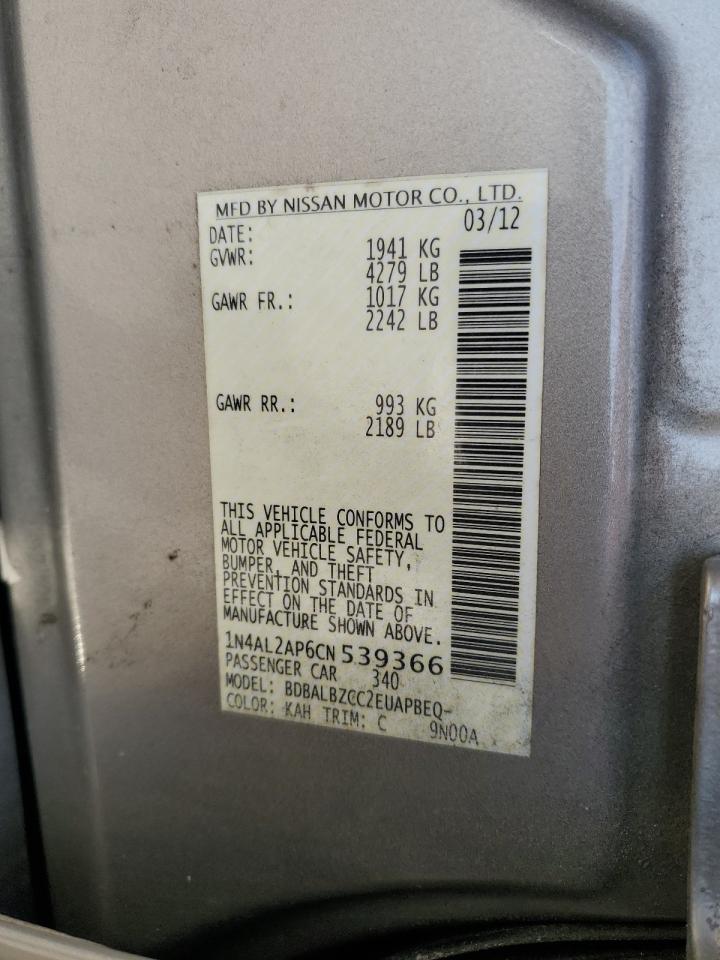 MFD BY NISSAN MOTOR CO., LTD.
DATE: 03/12
GVWR: 1941 KG
4279 LB
GAWR FR.: 1017 KG
2242 LB
GAWR RR.: 993 KG
2189 LB
THIS VEHICLE CONFORMS TO
ALL APPLICABLE FEDERAL
MOTOR VEHICLE SAFETY,
BUMPER, AND THEFT
PREVENTION STANDARDS IN
EFFECT ON THE DATE OF
MANUFACTURE SHOWN ABOVE.
1N4AL2AP6CN539366
PASSENGER CAR 340
MODEL: BDBALBZCC2EUAPBEQ-
COLOR: KAH TRIM: C 9N00A